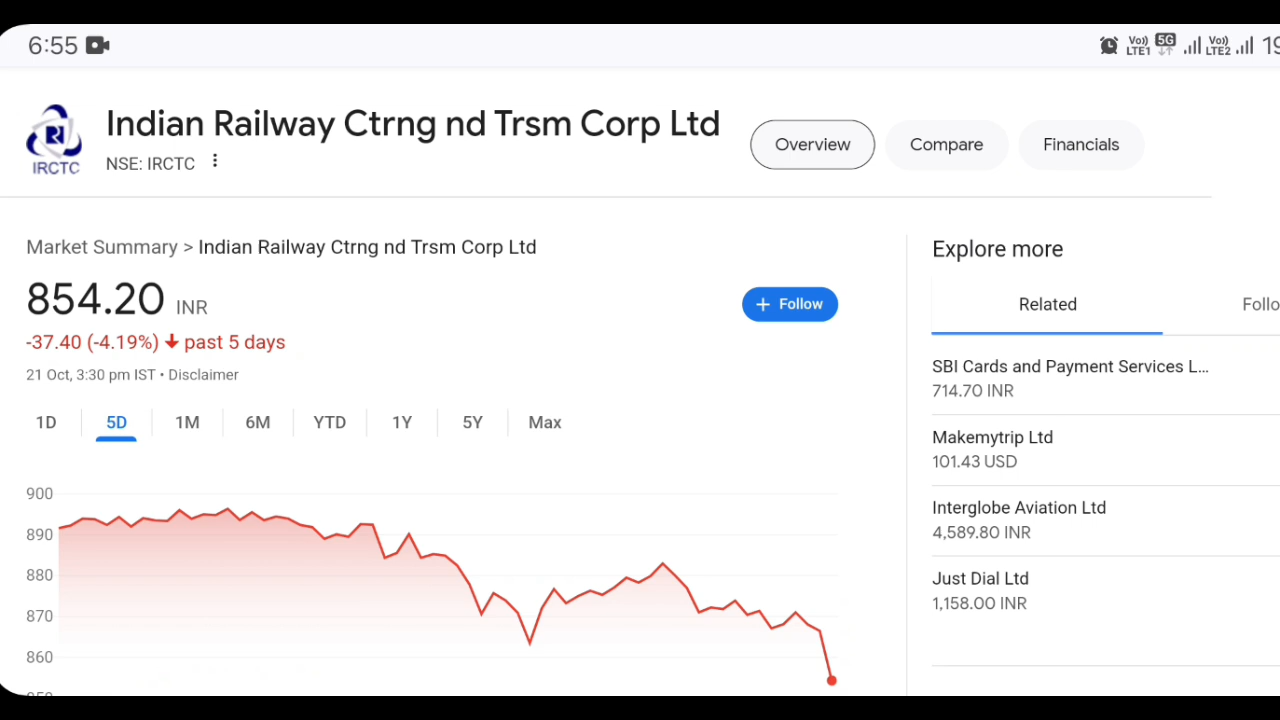 6:55
Vo)) LTE1 5G Vo)) LTE2
IRCTC
Indian Railway Ctrng nd Trsm Corp Ltd
NSE: IRCTC
Overview
Compare
Financials
Market Summary > Indian Railway Ctrng nd Trsm Corp Ltd
854.20 INR
Follow
-37.40 (-4.19%) past 5 days
21 Oct, 3:30 pm IST • Disclaimer
1D 5D 1M 6M YTD 1Y 5Y Max
900
890
880
870
860
Explore more
Related
Follo
SBI Cards and Payment Services L...
714.70 INR
Makemytrip Ltd
101.43 USD
Interglobe Aviation Ltd
4,589.80 INR
Just Dial Ltd
1,158.00 INR